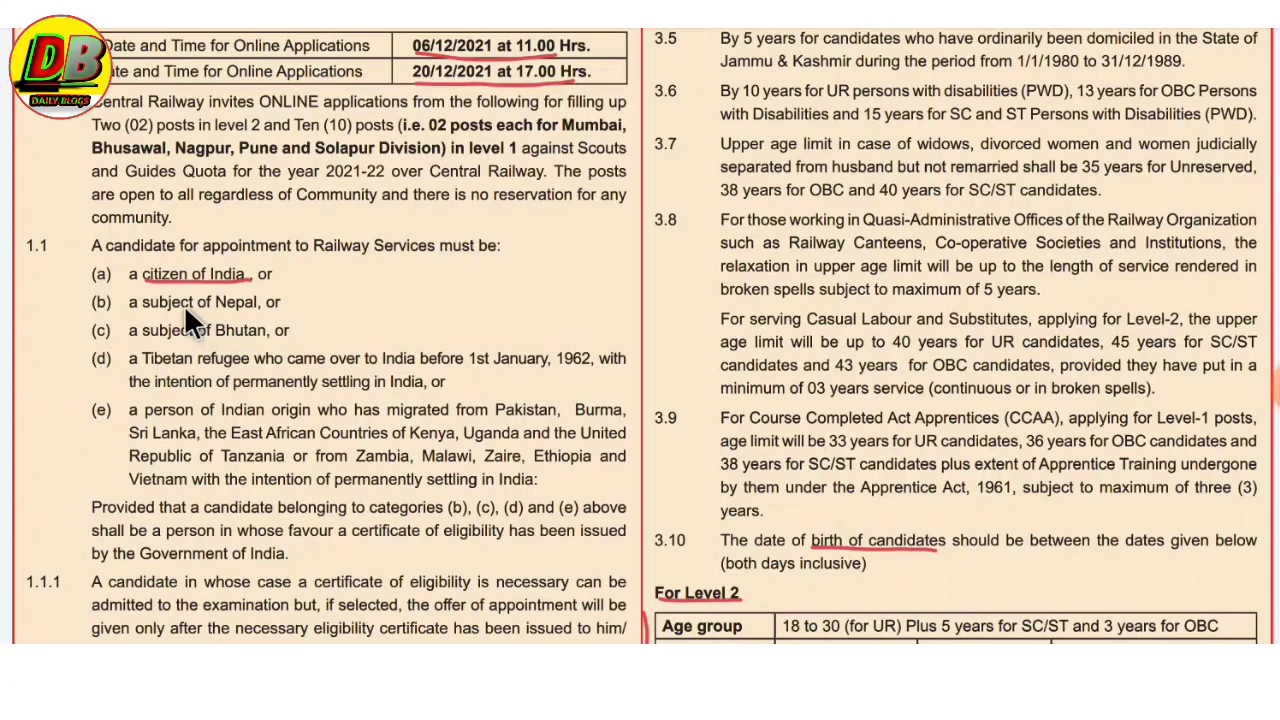 DB
DAILY BLOGS
Date and Time for Online Applications 06/12/2021 at 11.00 Hrs.
ate and Time for Online Applications 20/12/2021 at 17.00 Hrs.
Central Railway invites ONLINE applications from the following for filling up
Two (02) posts in level 2 and Ten (10) posts (i.e. 02 posts each for Mumbai,
Bhusawal, Nagpur, Pune and Solapur Division) in level 1 against Scouts
and Guides Quota for the year 2021-22 over Central Railway. The posts
are open to all regardless of Community and there is no reservation for any
community.
1.1 A candidate for appointment to Railway Services must be:
(a) a citizen of India, or
(b) a subject of Nepal, or
(c) a subject of Bhutan, or
(d) a Tibetan refugee who came over to India before 1st January, 1962, with
the intention of permanently settling in India, or
(e) a person of Indian origin who has migrated from Pakistan, Burma,
Sri Lanka, the East African Countries of Kenya, Uganda and the United
Republic of Tanzania or from Zambia, Malawi, Zaire, Ethiopia and
Vietnam with the intention of permanently settling in India:
Provided that a candidate belonging to categories (b), (c), (d) and (e) above
shall be a person in whose favour a certificate of eligibility has been issued
by the Government of India.
1.1.1 A candidate in whose case a certificate of eligibility is necessary can be
admitted to the examination but, if selected, the offer of appointment will be
given only after the necessary eligibility certificate has been issued to him/
3.5 By 5 years for candidates who have ordinarily been domiciled in the State of
Jammu & Kashmir during the period from 1/1/1980 to 31/12/1989.
3.6 By 10 years for UR persons with disabilities (PWD), 13 years for OBC Persons
with Disabilities and 15 years for SC and ST Persons with Disabilities (PWD).
3.7 Upper age limit in case of widows, divorced women and women judicially
separated from husband but not remarried shall be 35 years for Unreserved,
38 years for OBC and 40 years for SC/ST candidates.
3.8 For those working in Quasi-Administrative Offices of the Railway Organization
such as Railway Canteens, Co-operative Societies and Institutions, the
relaxation in upper age limit will be up to the length of service rendered in
broken spells subject to maximum of 5 years.
For serving Casual Labour and Substitutes, applying for Level-2, the upper
age limit will be up to 40 years for UR candidates, 45 years for SC/ST
candidates and 43 years for OBC candidates, provided they have put in a
minimum of 03 years service (continuous or in broken spells).
3.9 For Course Completed Act Apprentices (CCAA), applying for Level-1 posts,
age limit will be 33 years for UR candidates, 36 years for OBC candidates and
38 years for SC/ST candidates plus extent of Apprentice Training undergone
by them under the Apprentice Act, 1961, subject to maximum of three (3)
years.
3.10 The date of birth of candidates should be between the dates given below
(both days inclusive)
For Level 2
Age group 18 to 30 (for UR) Plus 5 years for SC/ST and 3 years for OBC